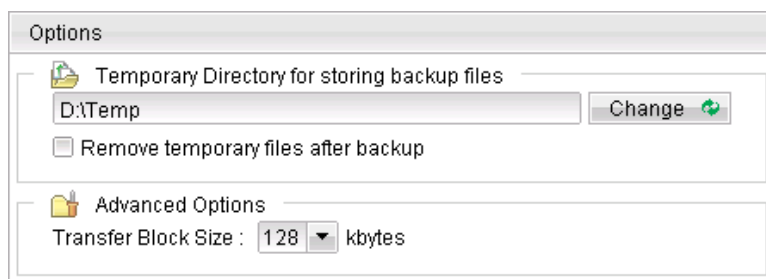 Options
Temporary Directory for storing backup files
D:\Temp Change
Remove temporary files after backup
Advanced Options
Transfer Block Size : 128 kbytes